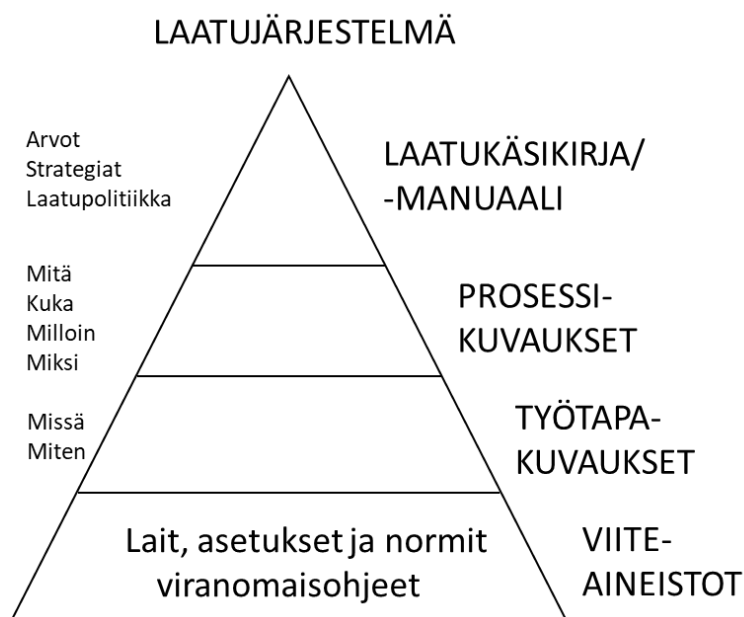 LAATUJÄRJESTELMÄ
Arvot
Strategiat
Laatupolitiikka
LAATUKÄSIKIRJA/
-MANUAALI
Mitä
Kuka
Milloin
Miksi
PROSESSI-
KUVAUKSET
Missä
Miten
TYÖTAPA-
KUVAUKSET
Lait, asetukset ja normit
viranomaisohjeet
VIITE-
AINEISTOT